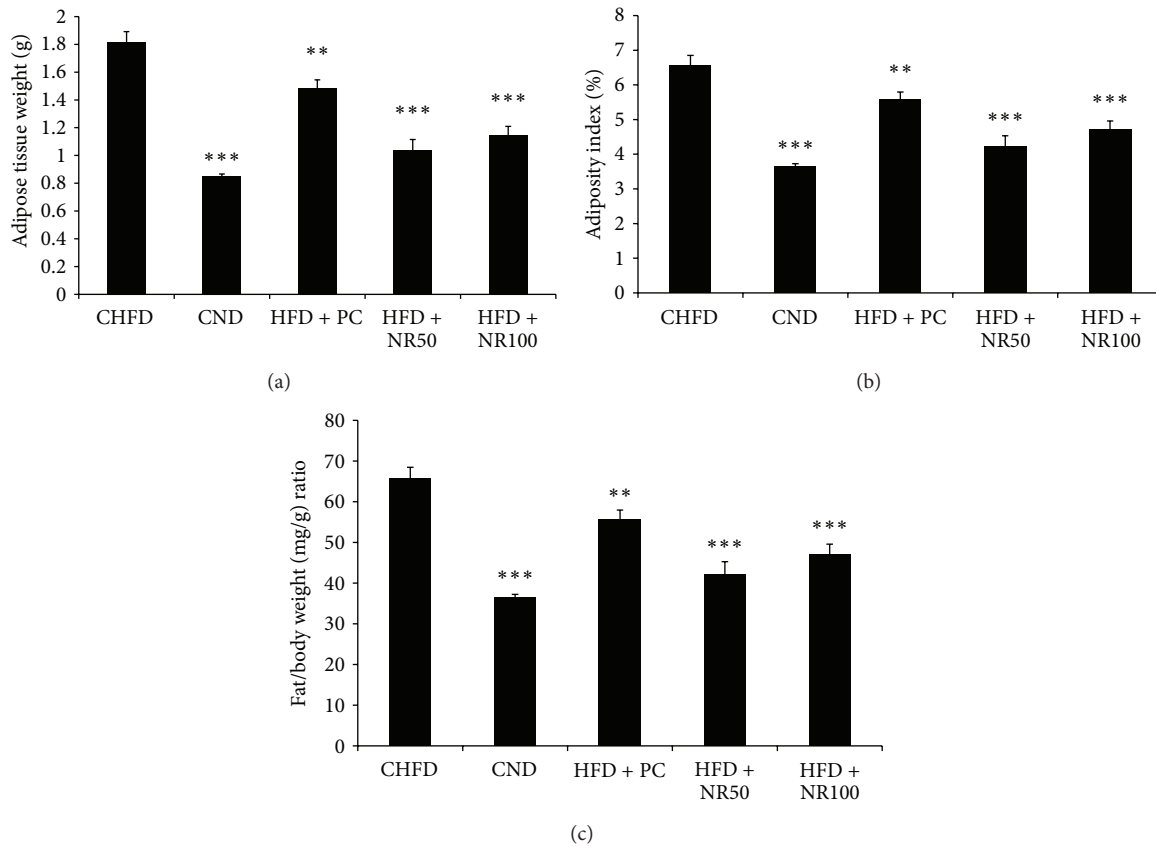 Adipose tissue weight (g)
2
1.8
1.6
1.4
1.2
1
0.8
0.6
0.4
0.2
0
***
**
***
***
CHFD
CND
HFD + PC
HFD +
NR50
HFD +
NR100
(a)
Adiposity index (%)
8
7
6
5
4
3
2
1
0
***
**
***
***
CHFD
CND
HFD + PC
HFD +
NR50
HFD +
NR100
(b)
Fat/body weight (mg/g) ratio
80
70
60
50
40
30
20
10
0
***
**
***
***
CHFD
CND
HFD + PC
HFD +
NR50
HFD +
NR100
(c)